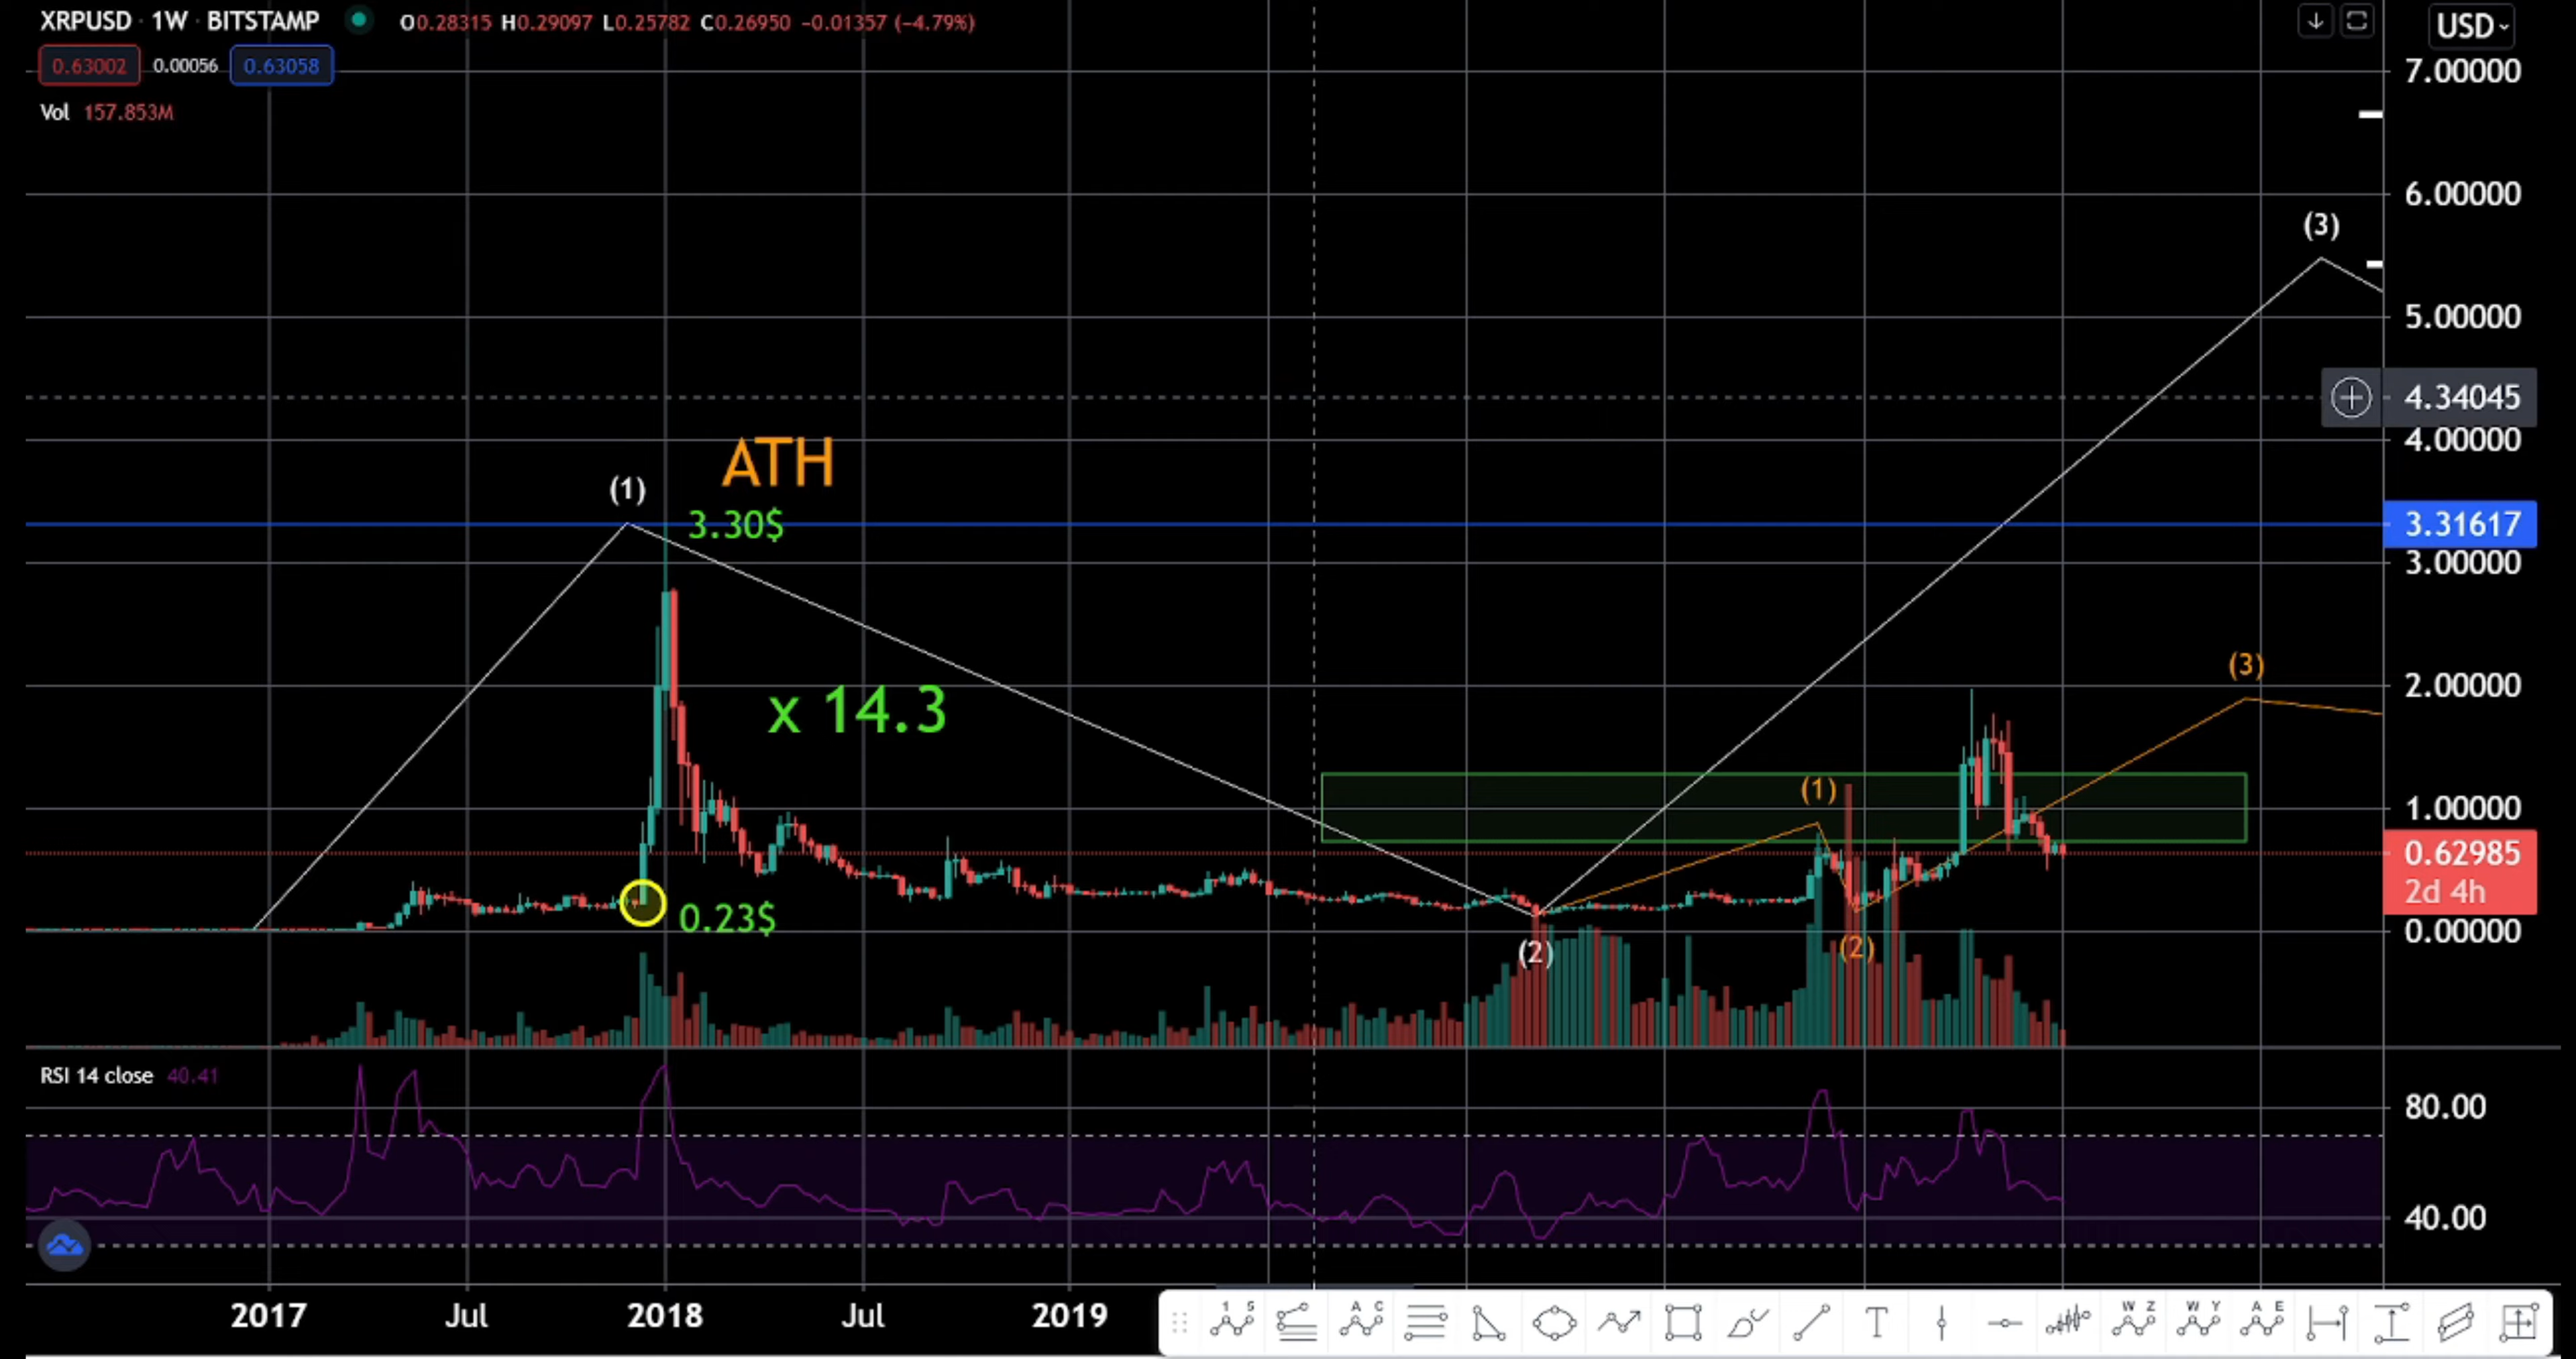 XRPUSD · 1W · BITSTAMP O0.28315 H0.29097 L0.25782 C0.26950 −0.01357 (−4.79%)
USD
0.63002 0.00056 0.63058
Vol 157.853M
7.00000
6.00000
(3)
5.00000
4.34045
4.00000
ATH
(1)
3.30$
3.31617
3.00000
(3)
2.00000
x 14.3
(1)
1.00000
0.62985
2d 4h
0.23$
0.00000
(2)
(2)
RSI 14 close 40.41
80.00
40.00
2017 Jul 2018 Jul 2019
1 5
A C
T
W Z
W Y
A E